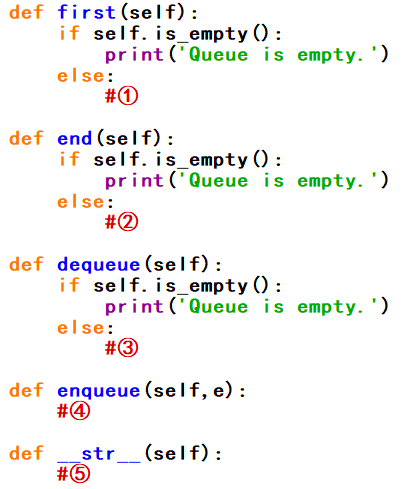 def first(self):
    if self.is_empty():
        print('Queue is empty.')
    else:
        #①
def end(self):
    if self.is_empty():
        print('Queue is empty.')
    else:
        #②
def dequeue(self):
    if self.is_empty():
        print('Queue is empty.')
    else:
        #③
def enqueue(self,e):
    #④
def __str__(self):
    #⑤